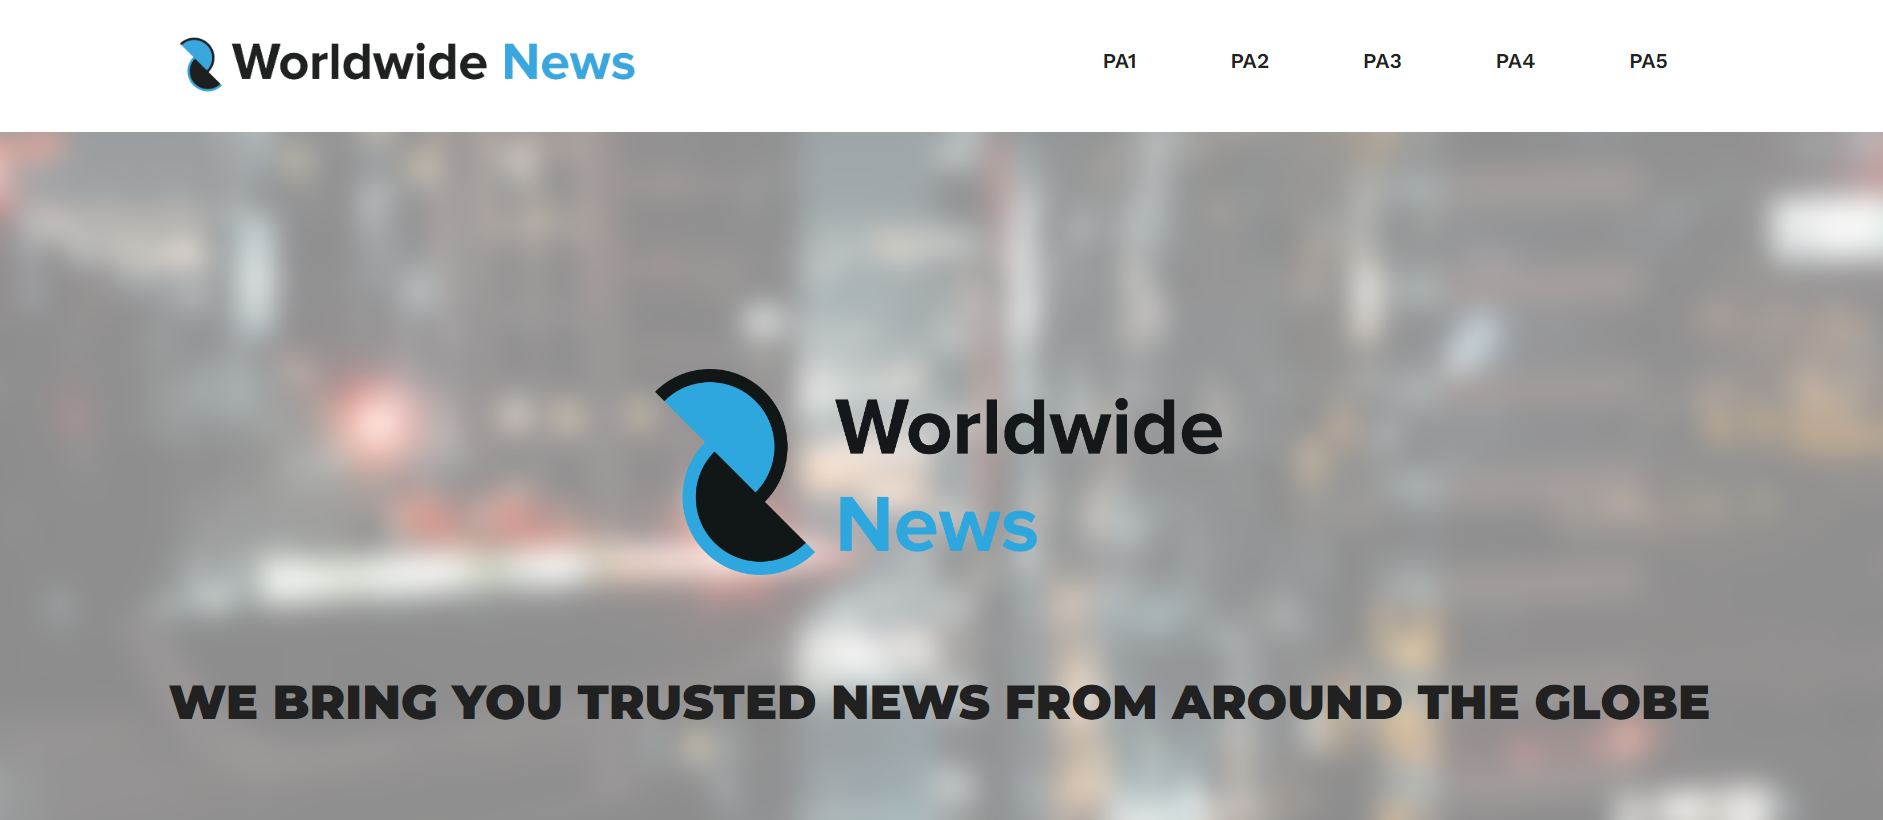 Worldwide News
PA1 PA2 PA3 PA4 PA5
Worldwide
News
WE BRING YOU TRUSTED NEWS FROM AROUND THE GLOBE